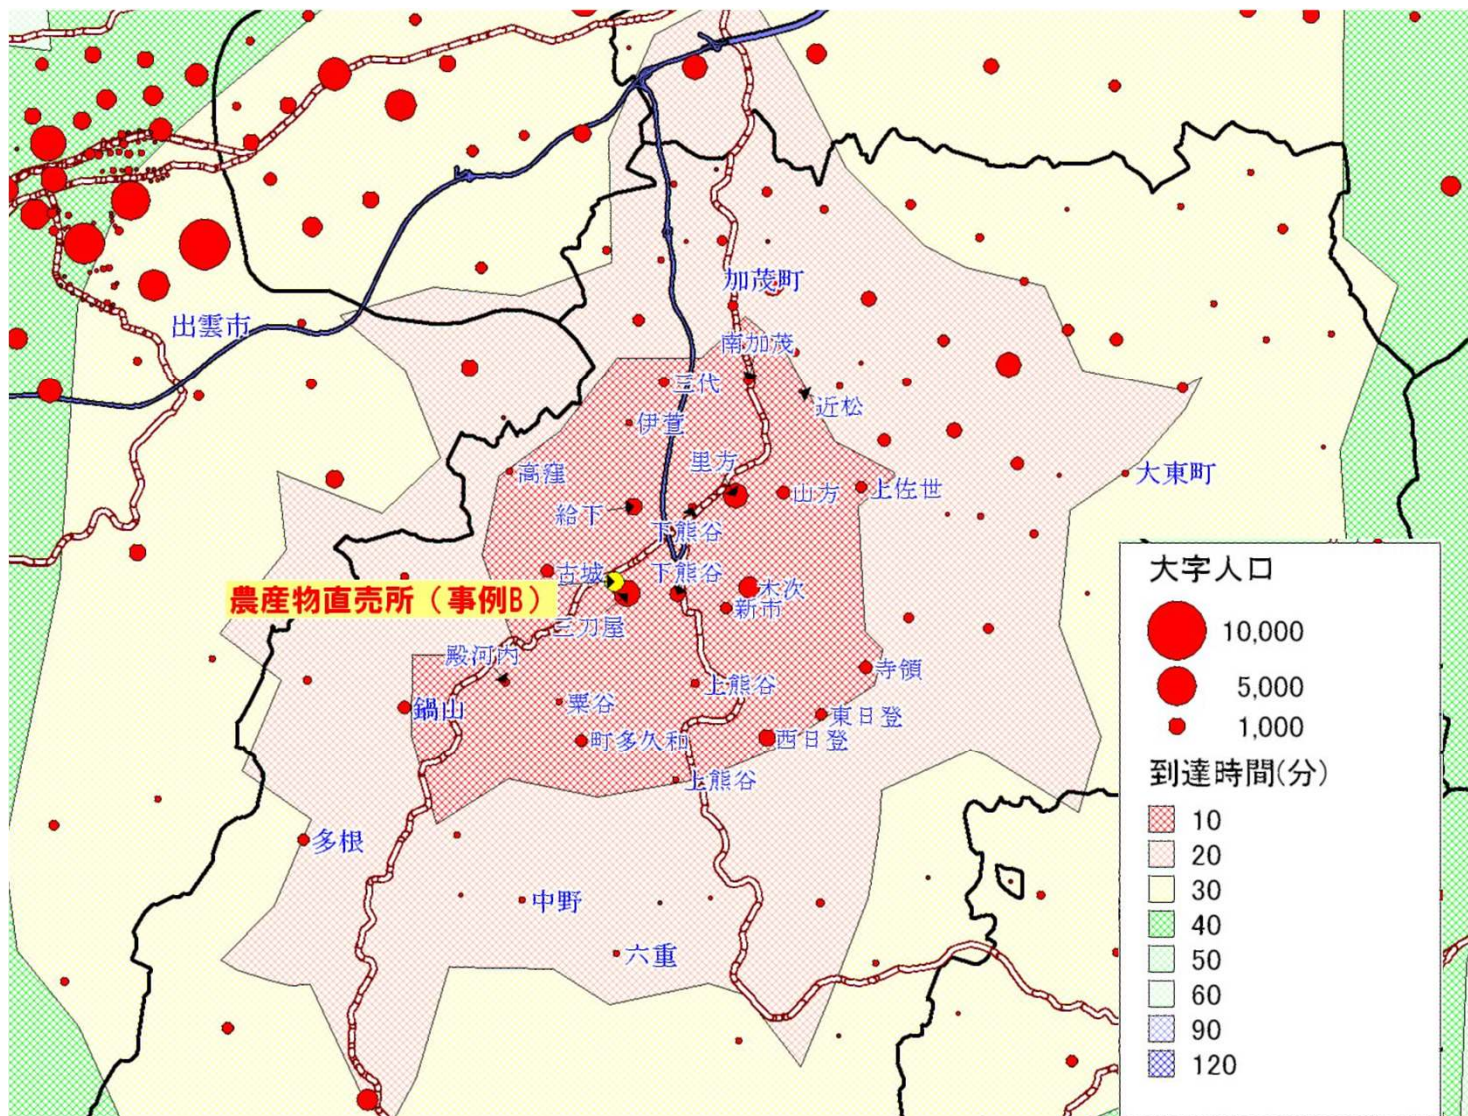 加茂町
出雲市
南加茂
三代
近松
伊萱
里方
高窪
山方
上佐世
大東町
給下
下熊谷
古城
下熊谷
木次
農産物直売所（事例B）
新市
三刀屋
殿河内
寺領
上熊谷
粟谷
鍋山
東日登
町多久和
西日登
上熊谷
多根
中野
六重
大字人口
10,000
5,000
1,000
到達時間(分)
10
20
30
40
50
60
90
120